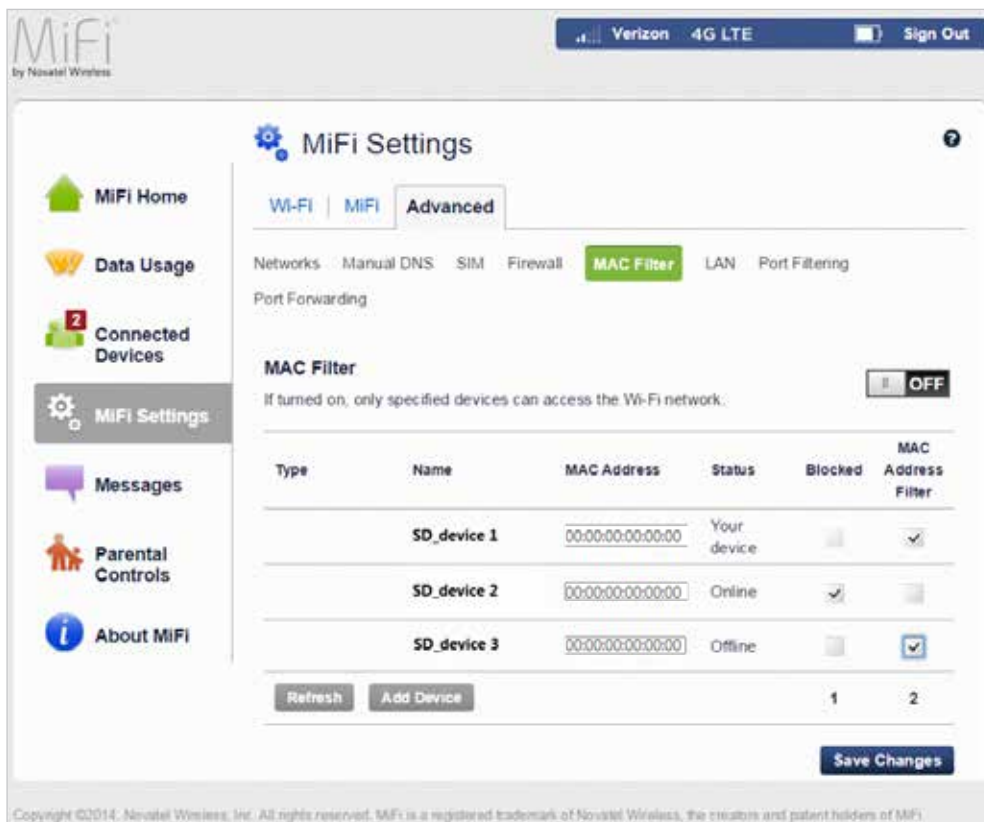 MiFi
by Novatel Wireless
Verizon 4G LTE Sign Out
MiFi Settings
MiFi Home
Data Usage
2
Connected Devices
MiFi Settings
Messages
Parental Controls
About MiFi
Wi-Fi MiFi Advanced
Networks Manual DNS SIM Firewall MAC Filter LAN Port Filtering
Port Forwarding
MAC Filter
OFF
If turned on, only specified devices can access the Wi-Fi network.
Type Name MAC Address Status Blocked MAC Address Filter
SD_device 1 00:00:00:00:00:00 Your device
SD_device 2 00:00:00:00:00:00 Online
SD_device 3 00:00:00:00:00:00 Offline
Refresh Add Device 1 2
Save Changes
Copyright ©2014. Novatel Wireless, Inc. All rights reserved. MiFi is a registered trademark of Novatel Wireless, the creators and patent holders of MiFi.